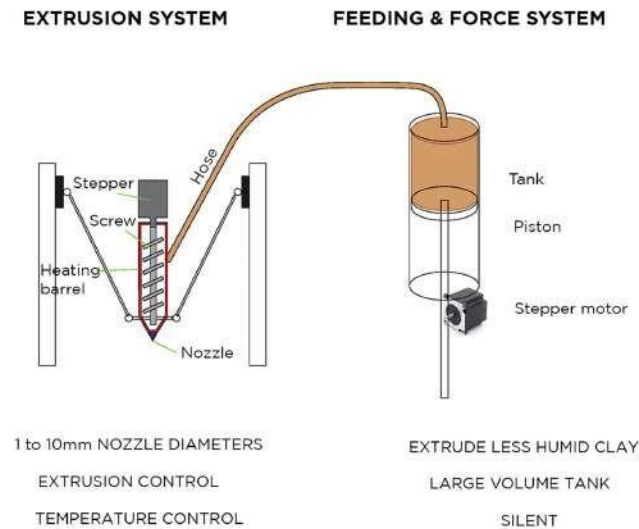 EXTRUSION SYSTEM
FEEDING & FORCE SYSTEM
Hose
Stepper
Screw
Heating
barrel
Nozzle
Tank
Piston
Stepper motor
1 to 10mm NOZZLE DIAMETERS
EXTRUSION CONTROL
TEMPERATURE CONTROL
EXTRUDE LESS HUMID CLAY
LARGE VOLUME TANK
SILENT